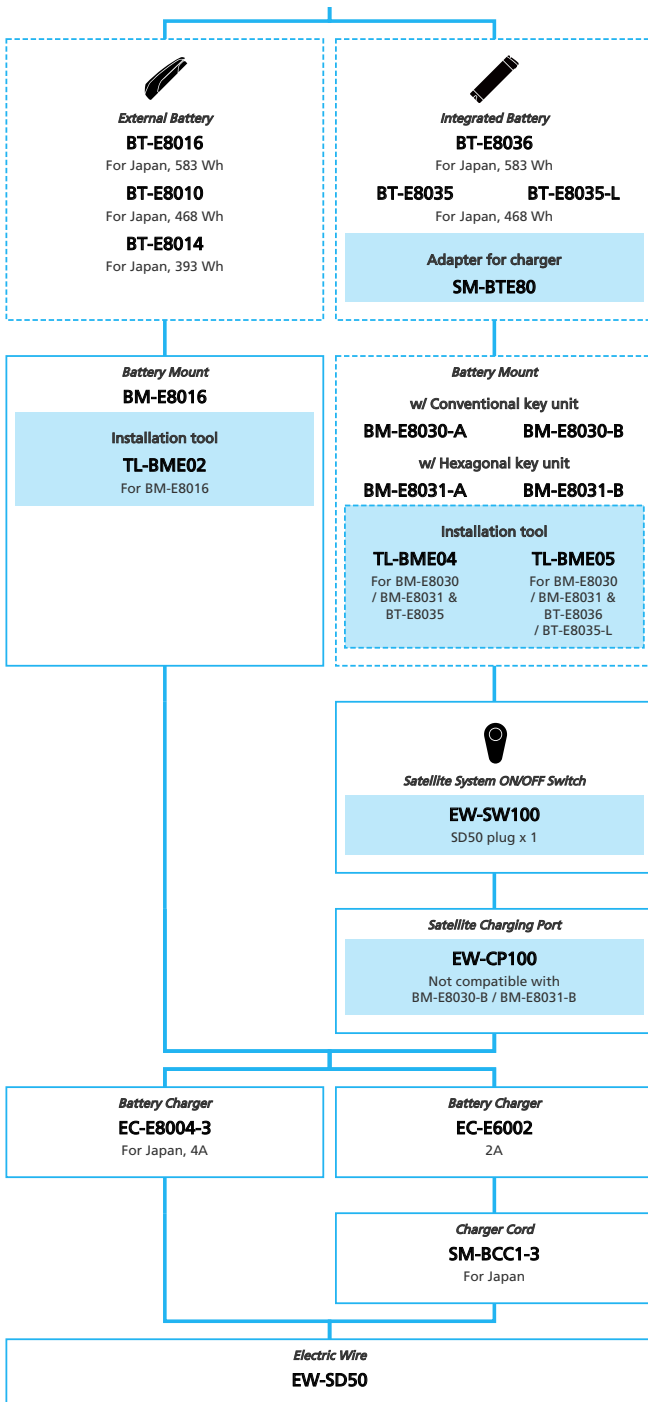 External Battery
BT-E8016
For Japan, 583 Wh
BT-E8010
For Japan, 468 Wh
BT-E8014
For Japan, 393 Wh
Integrated Battery
BT-E8036
For Japan, 583 Wh
BT-E8035 BT-E8035-L
For Japan, 468 Wh
Adapter for charger
SM-BTE80
Battery Mount
BM-E8016
Installation tool
TL-BME02
For BM-E8016
Battery Mount
w/ Conventional key unit
BM-E8030-A BM-E8030-B
w/ Hexagonal key unit
BM-E8031-A BM-E8031-B
Installation tool
TL-BME04
For BM-E8030
/ BM-E8031 &
BT-E8035
TL-BME05
For BM-E8030
/ BM-E8031 &
BT-E8036
/ BT-E8035-L
Satellite System ON/OFF Switch
EW-SW100
SD50 plug x 1
Satellite Charging Port
EW-CP100
Not compatible with
BM-E8030-B / BM-E8031-B
Battery Charger
EC-E8004-3
For Japan, 4A
Battery Charger
EC-E6002
2A
Charger Cord
SM-BCC1-3
For Japan
Electric Wire
EW-SD50